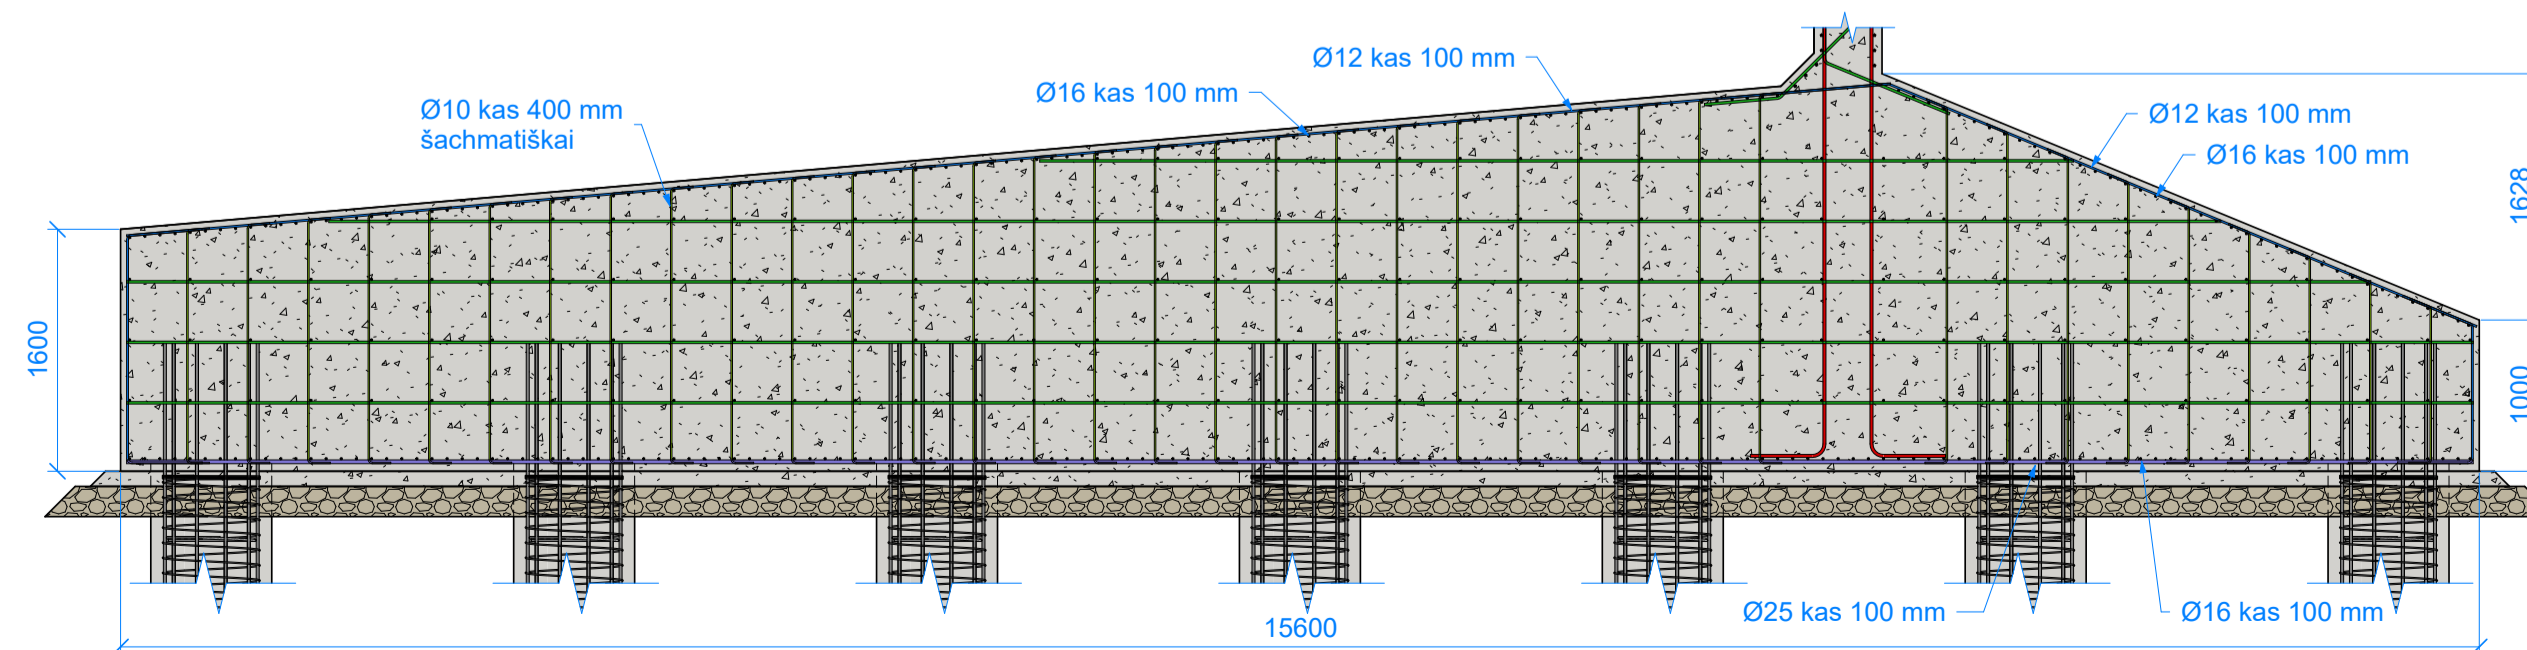 Ø12 kas 100 mm
Ø16 kas 100 mm
Ø10 kas 400 mm
šachmatiškai
Ø12 kas 100 mm
Ø16 kas 100 mm
1628
1600
1000
Ø25 kas 100 mm
Ø16 kas 100 mm
15600